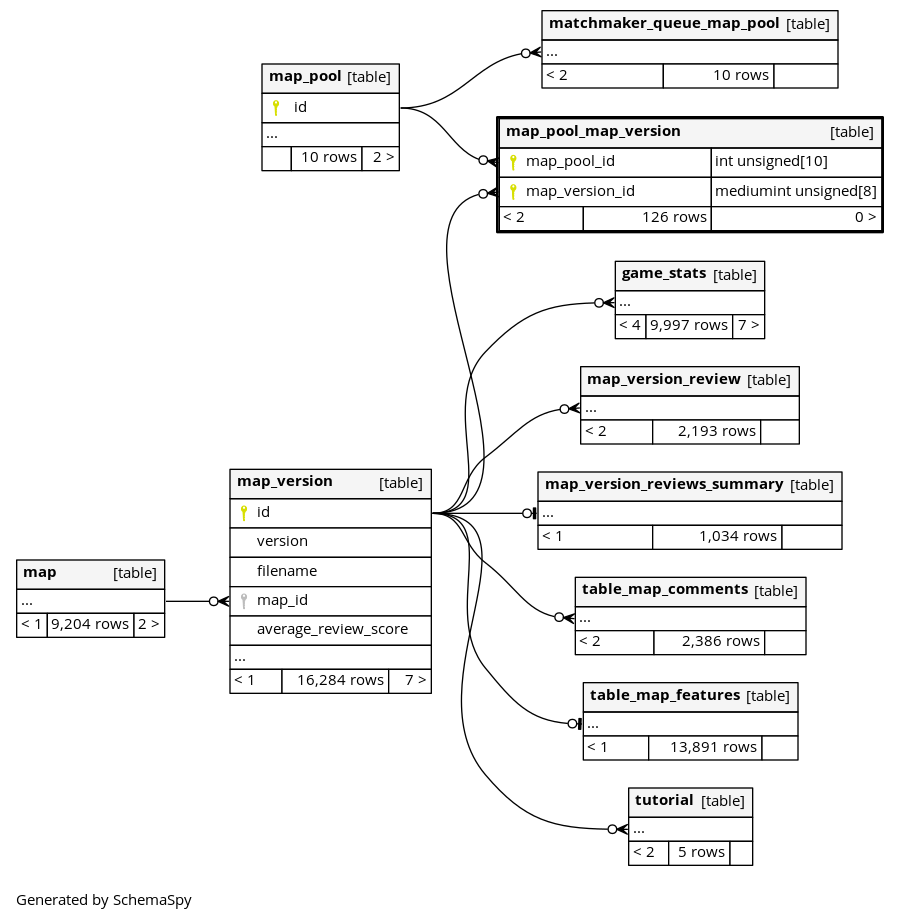 matchmaker_queue_map_pool [table]
...
< 2 10 rows
map_pool [table]
id
...
10 rows 2 >
map_pool_map_version [table]
map_pool_id int unsigned[10]
map_version_id mediumint unsigned[8]
< 2 126 rows 0 >
game_stats [table]
...
< 4 9,997 rows 7 >
map_version_review [table]
...
< 2 2,193 rows
map_version [table]
id
version
filename
map_id
average_review_score
...
< 1 16,284 rows 7 >
map_version_reviews_summary [table]
...
< 1 1,034 rows
map [table]
...
< 1 9,204 rows 2 >
table_map_comments [table]
...
< 2 2,386 rows
table_map_features [table]
...
< 1 13,891 rows
tutorial [table]
...
< 2 5 rows
Generated by SchemaSpy